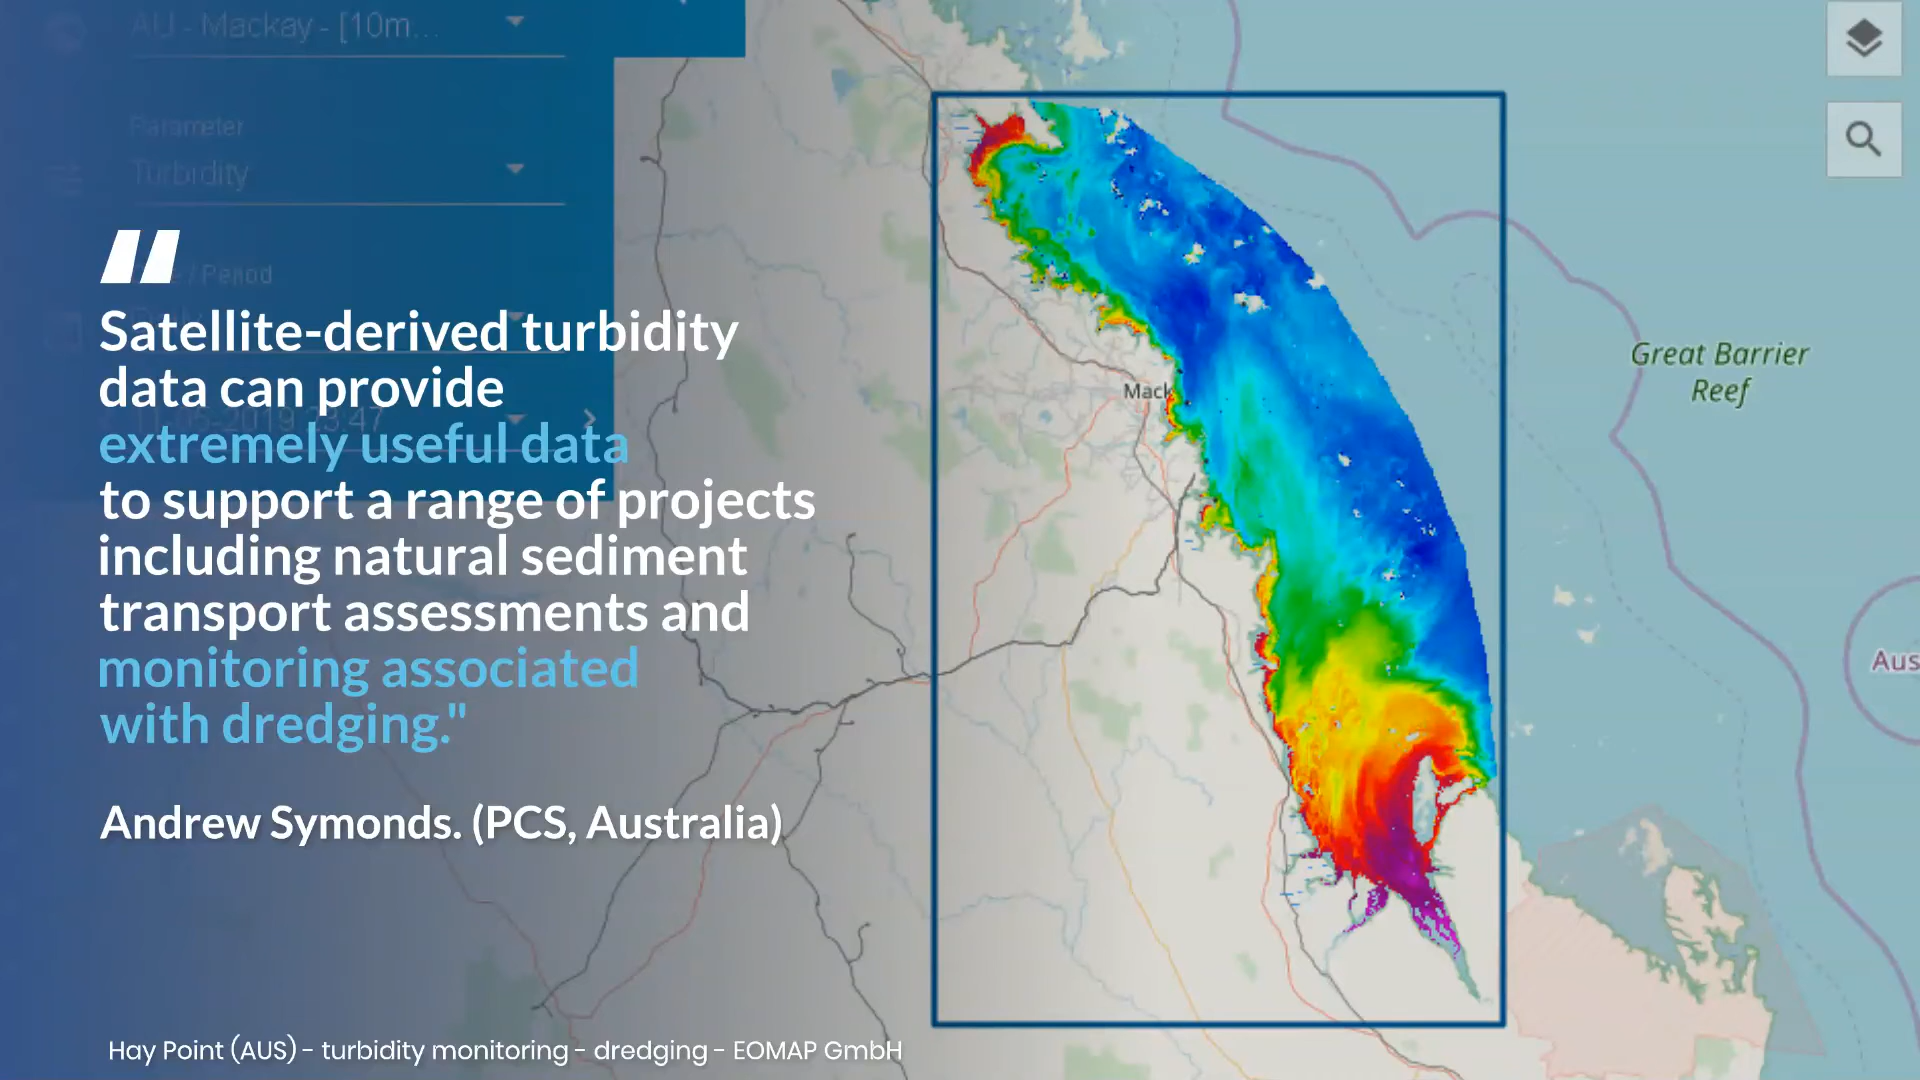 AU - Mackay - [10m...
Parameter
Turbidity
/ Period
"
Satellite-derived turbidity
data can provide
extremely useful data
to support a range of projects
including natural sediment
transport assessments and
monitoring associated
with dredging."
Andrew Symonds. (PCS, Australia)
Hay Point (AUS) - turbidity monitoring - dredging - EOMAP GmbH
Mack
Great Barrier
Reef
Aus